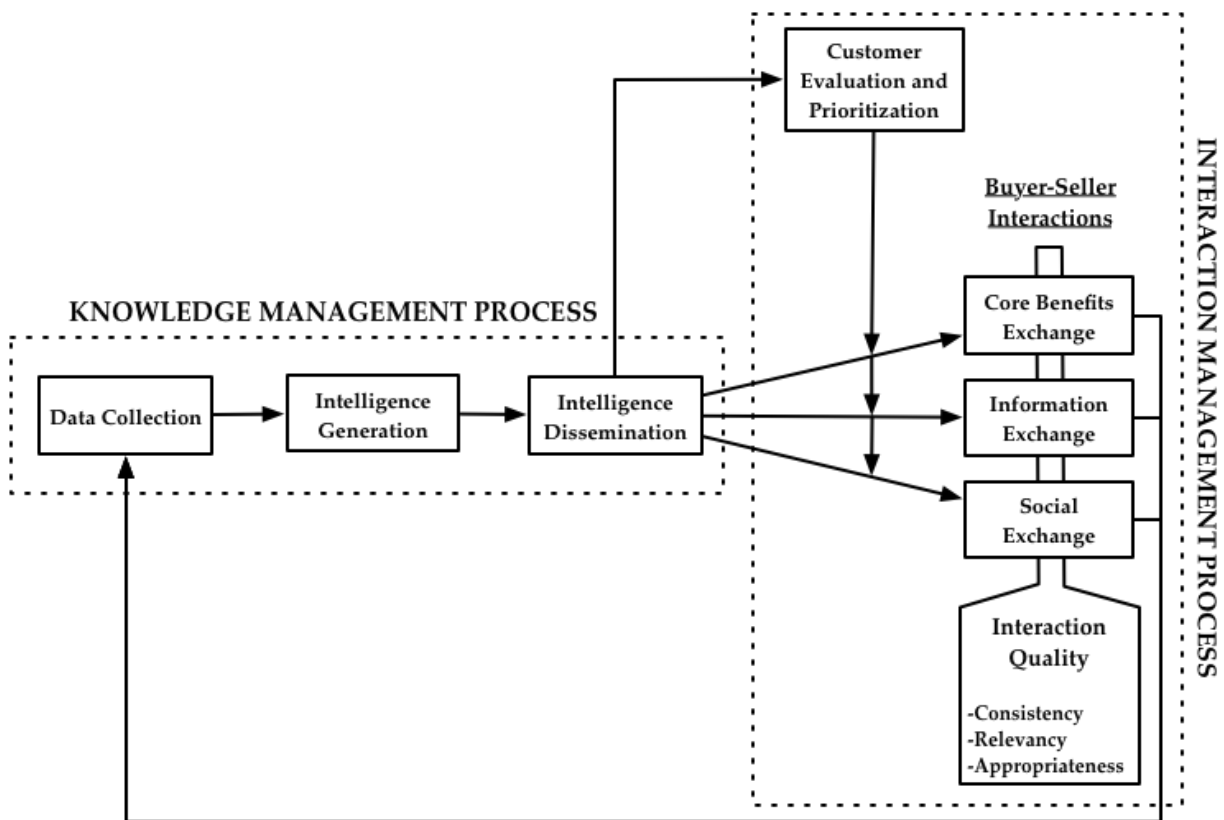 Customer
Evaluation and
Prioritization
Buyer-Seller
Interactions
INTERACTION MANAGEMENT PROCESS
KNOWLEDGE MANAGEMENT PROCESS
Data Collection
Intelligence
Generation
Intelligence
Dissemination
Core Benefits
Exchange
Information
Exchange
Social
Exchange
Interaction
Quality
-Consistency
-Relevancy
-Appropriateness